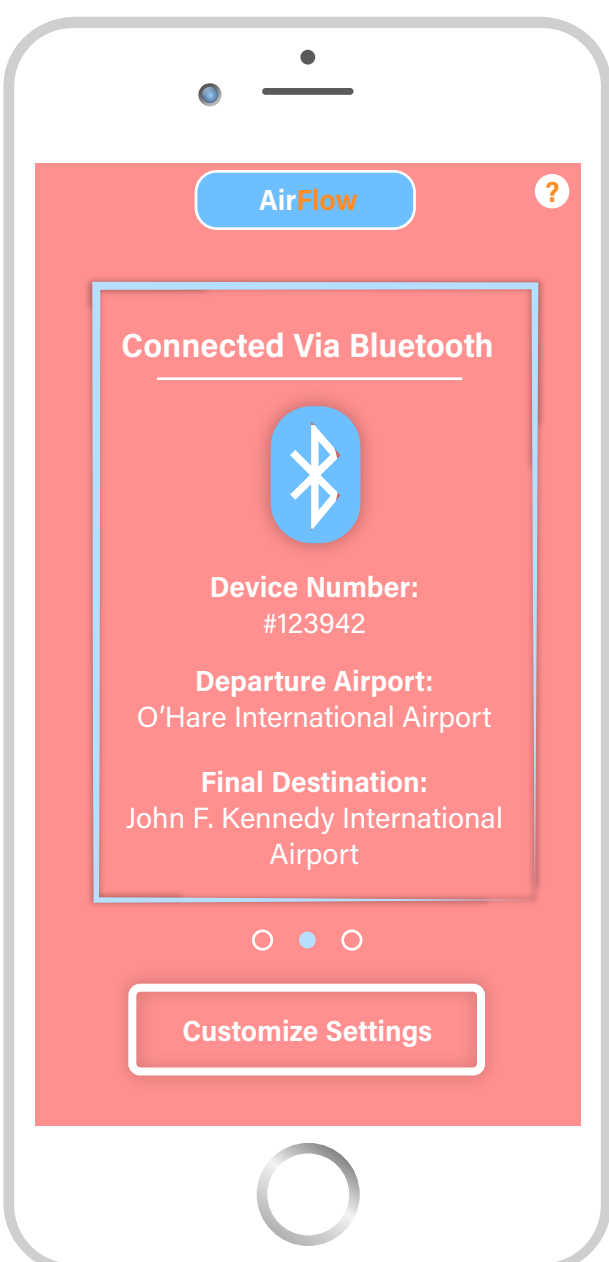 AirFlow
?
Connected Via Bluetooth
Device Number:
#123942
Departure Airport:
O'Hare International Airport
Final Destination:
John F. Kennedy International
Airport
Customize Settings